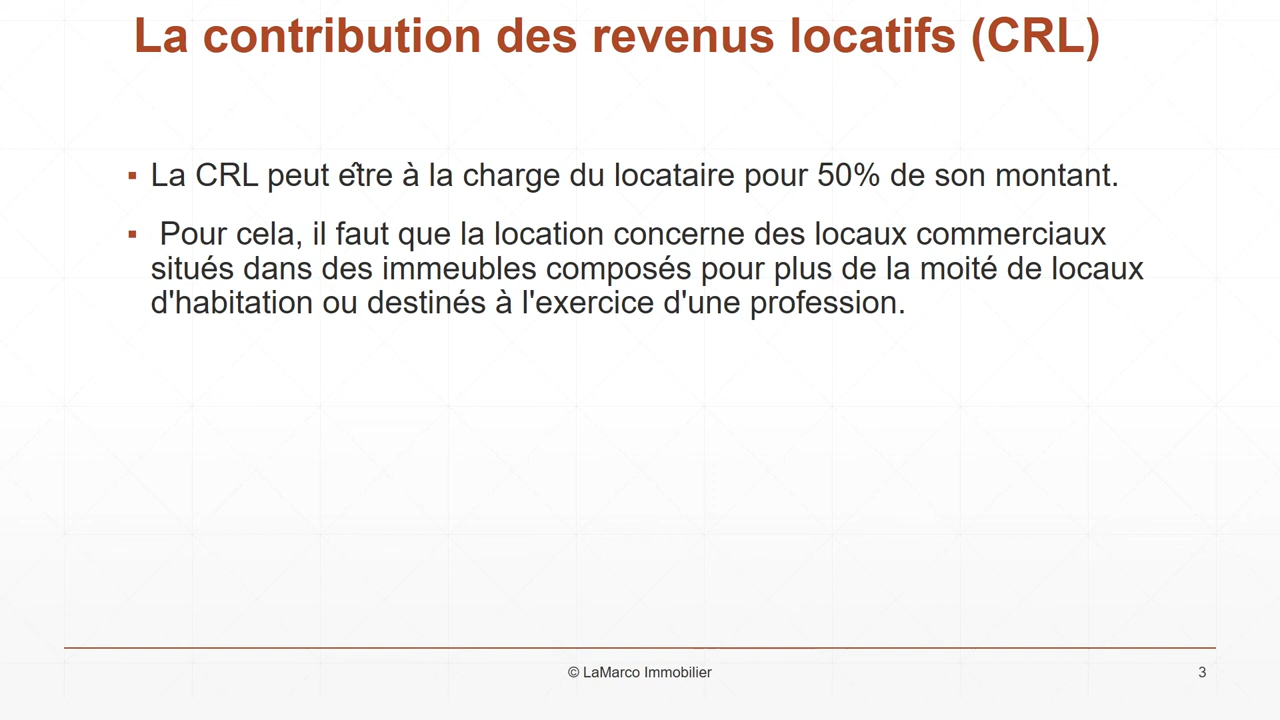 La contribution des revenus locatifs (CRL)
▪ La CRL peut être à la charge du locataire pour 50% de son montant.
▪ Pour cela, il faut que la location concerne des locaux commerciaux
situés dans des immeubles composés pour plus de la moité de locaux
d'habitation ou destinés à l'exercice d'une profession.
© LaMarco Immobilier
3